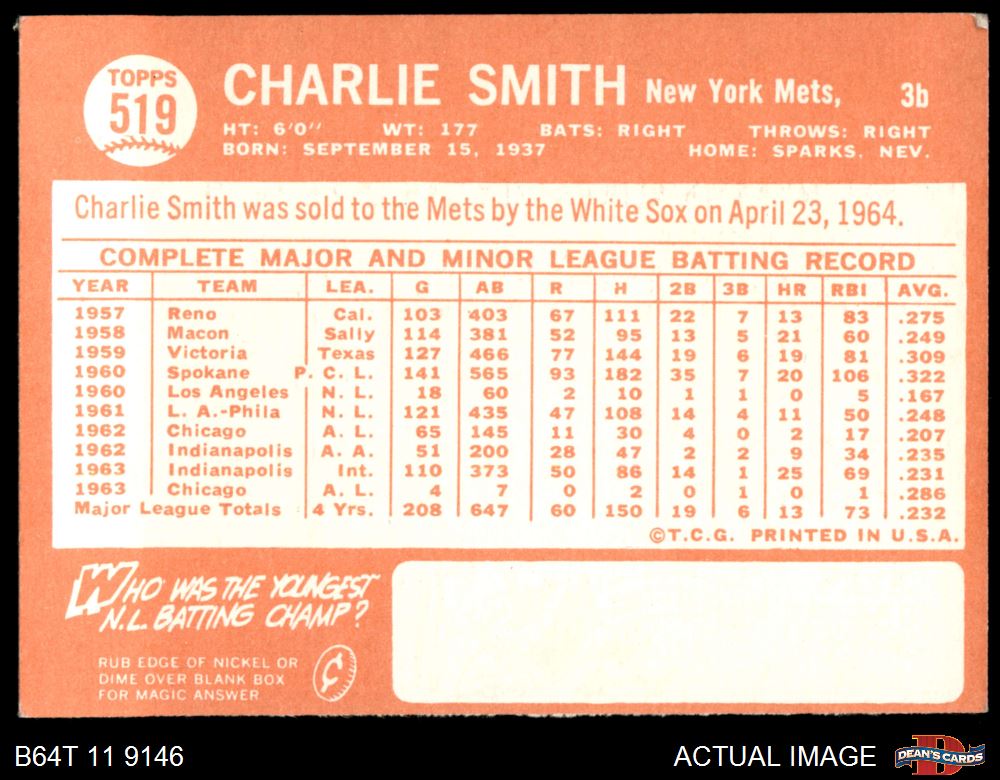 TOPPS
519
CHARLIE SMITH New York Mets, 3b
HT: 6'0" WT: 177 BATS: RIGHT THROWS: RIGHT
BORN: SEPTEMBER 15, 1937 HOME: SPARKS, NEV.
Charlie Smith was sold to the Mets by the White Sox on April 23, 1964.
COMPLETE MAJOR AND MINOR LEAGUE BATTING RECORD
YEAR TEAM LEA. G AB R H 2B 3B HR RBI AVG.
1957 Reno Cal. 103 403 67 111 22 7 13 83 .275
1958 Macon Sally 114 381 52 95 13 5 21 60 .249
1959 Victoria Texas 127 466 77 144 19 6 19 81 .309
1960 Spokane P. C. L. 141 565 93 182 35 7 20 106 .322
1960 Los Angeles N. L. 18 60 2 10 1 1 0 5 .167
1961 L. A.-Phila N. L. 121 435 47 108 14 4 11 50 .248
1962 Chicago A. L. 65 145 11 30 4 0 2 17 .207
1962 Indianapolis A. A. 51 200 28 47 2 2 9 34 .235
1963 Indianapolis Int. 110 373 50 86 14 1 25 69 .231
1963 Chicago A. L. 4 7 0 2 0 1 0 1 .286
Major League Totals 4 Yrs. 208 647 60 150 19 6 13 73 .232
©T.C.G. PRINTED IN U.S.A.
WHO WAS THE YOUNGEST
N.L. BATTING CHAMP?
RUB EDGE OF NICKEL OR
DIME OVER BLANK BOX
FOR MAGIC ANSWER
¢
B64T 11 9146 ACTUAL IMAGE DEAN'S CARDS